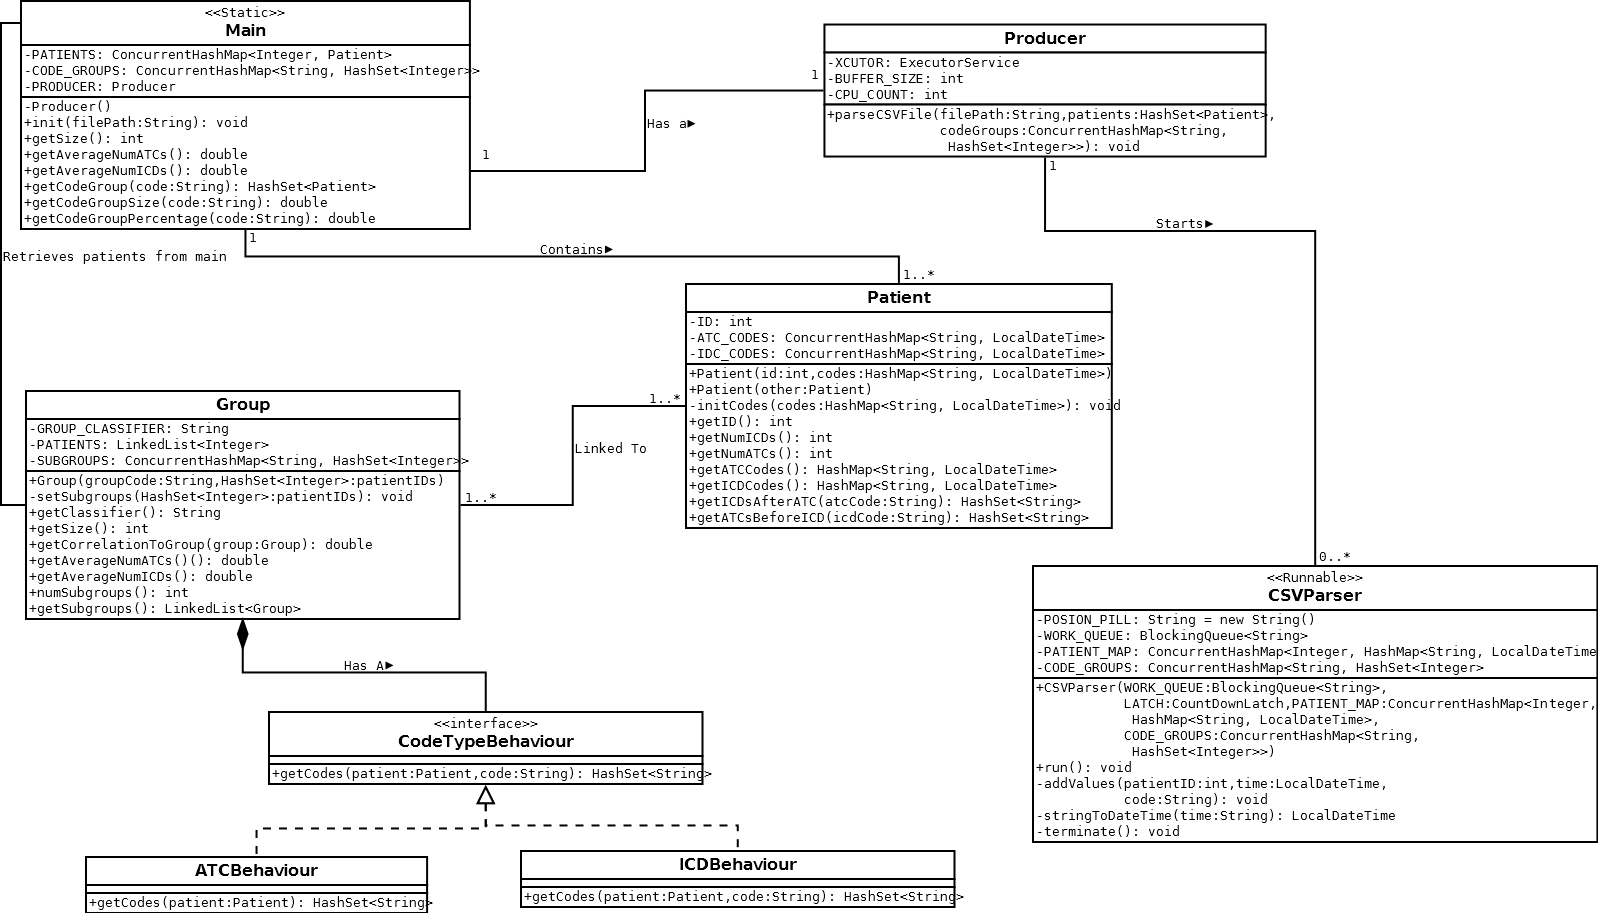 <<Static>>
Main
-PATIENTS: ConcurrentHashMap<Integer, Patient>
-CODE_GROUPS: ConcurrentHashMap<String, HashSet<Integer>>
-PRODUCER: Producer
-Producer()
+init(filePath:String): void
+getSize(): int
+getAverageNumATCs(): double
+getAverageNumICDs(): double
+getCodeGroup(code:String): HashSet<Patient>
+getCodeGroupSize(code:String): double
+getCodeGroupPercentage(code:String): double
Producer
-XCUTOR: ExecutorService
-BUFFER_SIZE: int
-CPU_COUNT: int
+parseCSVFile(filePath:String,patients:HashSet<Patient>,
codeGroups:ConcurrentHashMap<String,
HashSet<Integer>>): void
1
Has a►
1
1
Starts►
1
Contains►
1..*
Retrieves patients from main
Patient
-ID: int
-ATC_CODES: ConcurrentHashMap<String, LocalDateTime>
-IDC_CODES: ConcurrentHashMap<String, LocalDateTime>
+Patient(id:int,codes:HashMap<String, LocalDateTime>)
+Patient(other:Patient)
-initCodes(codes:HashMap<String, LocalDateTime>): void
+getID(): int
+getNumICDs(): int
+getNumATCs(): int
+getATCCodes(): HashMap<String, LocalDateTime>
+getICDCodes(): HashMap<String, LocalDateTime>
+getICDsAfterATC(atcCode:String): HashSet<String>
+getATCsBeforeICD(icdCode:String): HashSet<String>
1..*
Linked To
1..*
Group
-GROUP_CLASSIFIER: String
-PATIENTS: LinkedList<Integer>
-SUBGROUPS: ConcurrentHashMap<String, HashSet<Integer>>
+Group(groupCode:String,HashSet<Integer>:patientIDs)
-setSubgroups(HashSet<Integer>:patientIDs): void
+getClassifier(): String
+getSize(): int
+getCorrelationToGroup(group:Group): double
+getAverageNumATCs()(): double
+getAverageNumICDs(): double
+numSubgroups(): int
+getSubgroups(): LinkedList<Group>
0..*
<<Runnable>>
CSVParser
-POSION_PILL: String = new String()
-WORK_QUEUE: BlockingQueue<String>
-PATIENT_MAP: ConcurrentHashMap<Integer, HashMap<String, LocalDateTime
-CODE_GROUPS: ConcurrentHashMap<String, HashSet<Integer>
+CSVParser(WORK_QUEUE:BlockingQueue<String>,
LATCH:CountDownLatch,PATIENT_MAP:ConcurrentHashMap<Integer,
HashMap<String, LocalDateTime>,
CODE_GROUPS:ConcurrentHashMap<String,
HashSet<Integer>>)
+run(): void
-addValues(patientID:int,time:LocalDateTime,
code:String): void
-stringToDateTime(time:String): LocalDateTime
-terminate(): void
Has A►
<<interface>>
CodeTypeBehaviour
+getCodes(patient:Patient,code:String): HashSet<String>
ATCBehaviour
+getCodes(patient:Patient): HashSet<String>
ICDBehaviour
+getCodes(patient:Patient,code:String): HashSet<String>